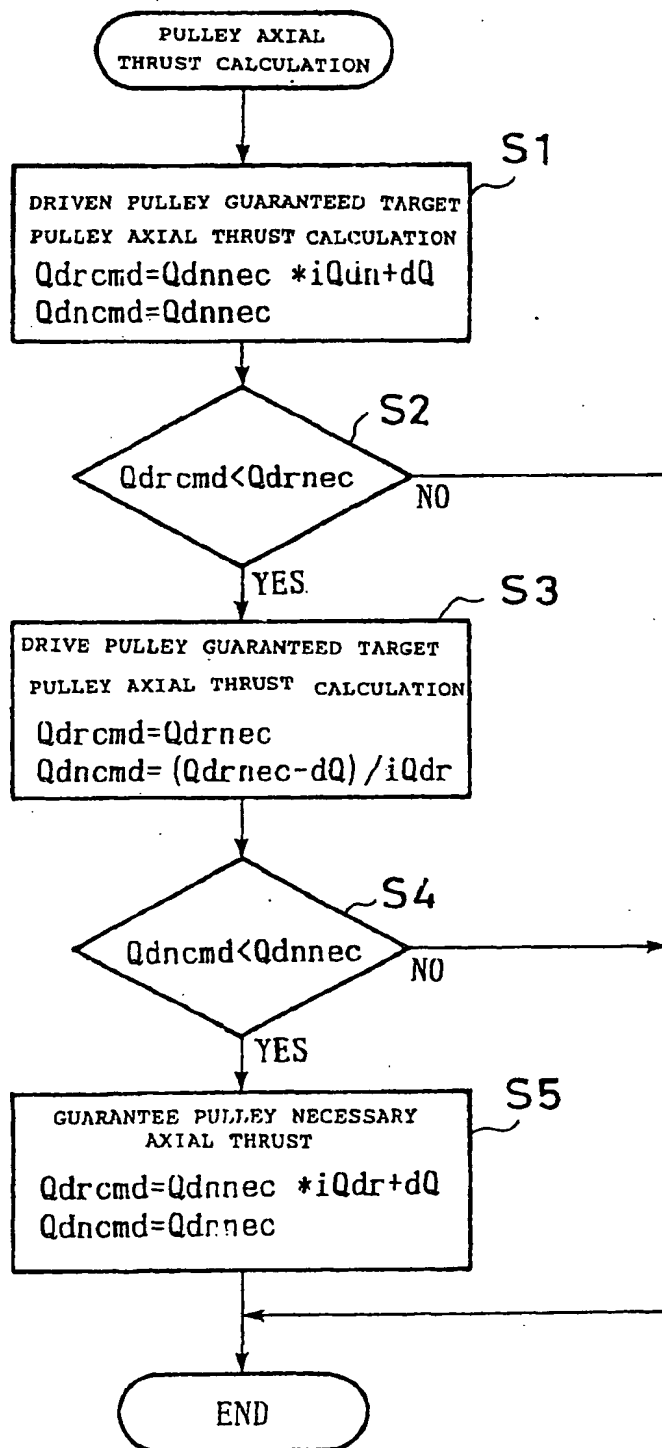 PULLEY AXIAL
THRUST CALCULATION
S1
DRIVEN PULLEY GUARANTEED TARGET
PULLEY AXIAL THRUST CALCULATION
Qdrcmd=Qdnnec *iQdn+dQ
Qdncmd=Qdnnec
S2
Qdrcmd<Qdrnec
NO
YES
S3
DRIVE PULLEY GUARANTEED TARGET
PULLEY AXIAL THRUST CALCULATION
Qdrcmd=Qdrnec
Qdncmd=(Qdrnec-dQ)/iQdr
S4
Qdncmd<Qdnnec
NO
YES
S5
GUARANTEE PULLEY NECESSARY
AXIAL THRUST
Qdrcmd=Qdnnec *iQdr+dQ
Qdncmd=Qdnnec
END